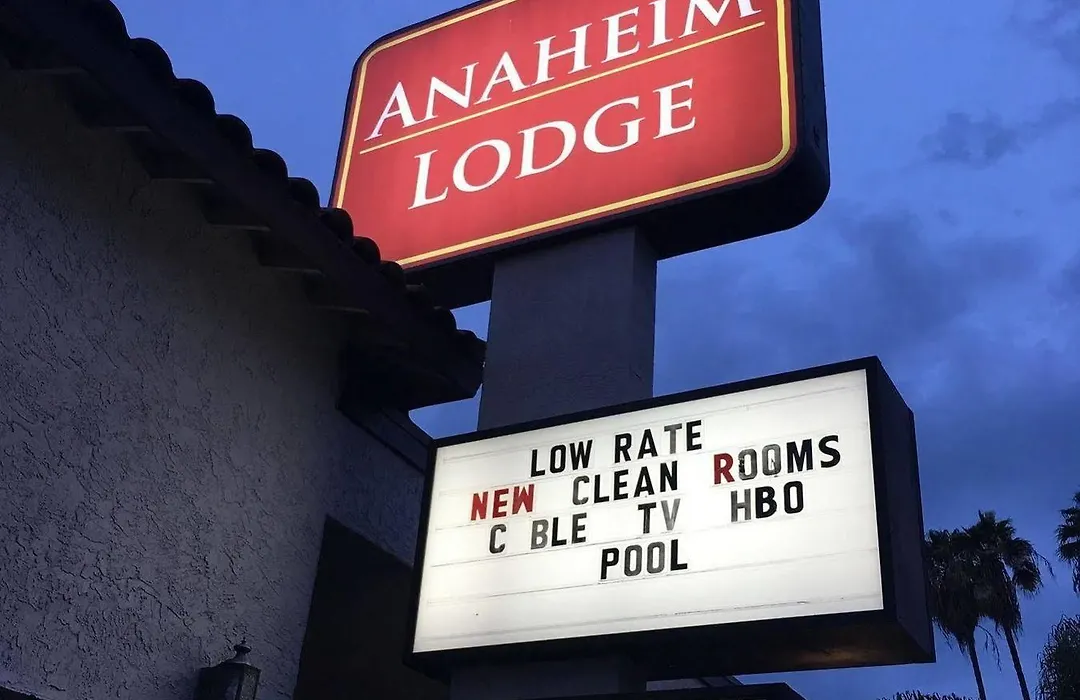 ANAHEIM
LODGE
LOW RATE
NEW CLEAN ROOMS
C BLE TV HBO
POOL